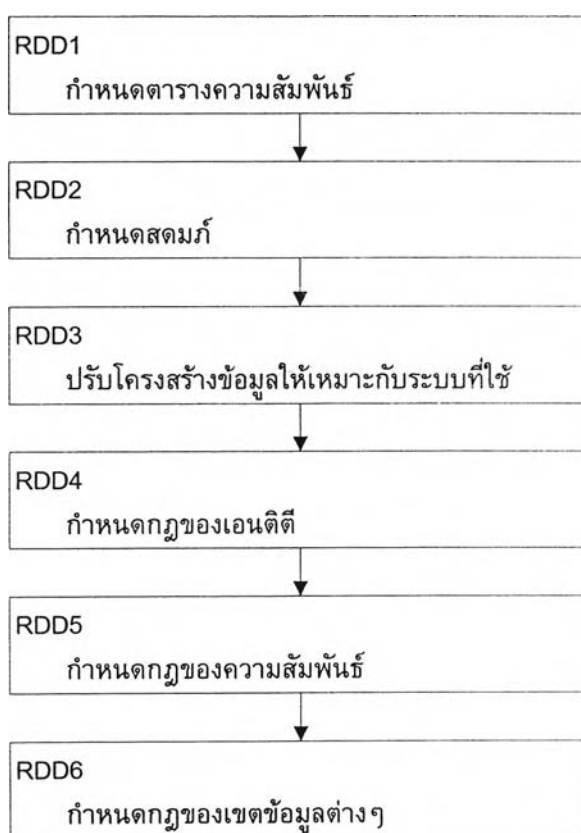 RDD1
กำหนดตารางความสัมพันธ์
RDD2
กำหนดสดมภ์
RDD3
ปรับโครงสร้างข้อมูลให้เหมาะกับระบบที่ใช้
RDD4
กำหนดกฎของเอนติตี
RDD5
กำหนดกฎของความสัมพันธ์
RDD6
กำหนดกฎของเขตข้อมูลต่างๆ